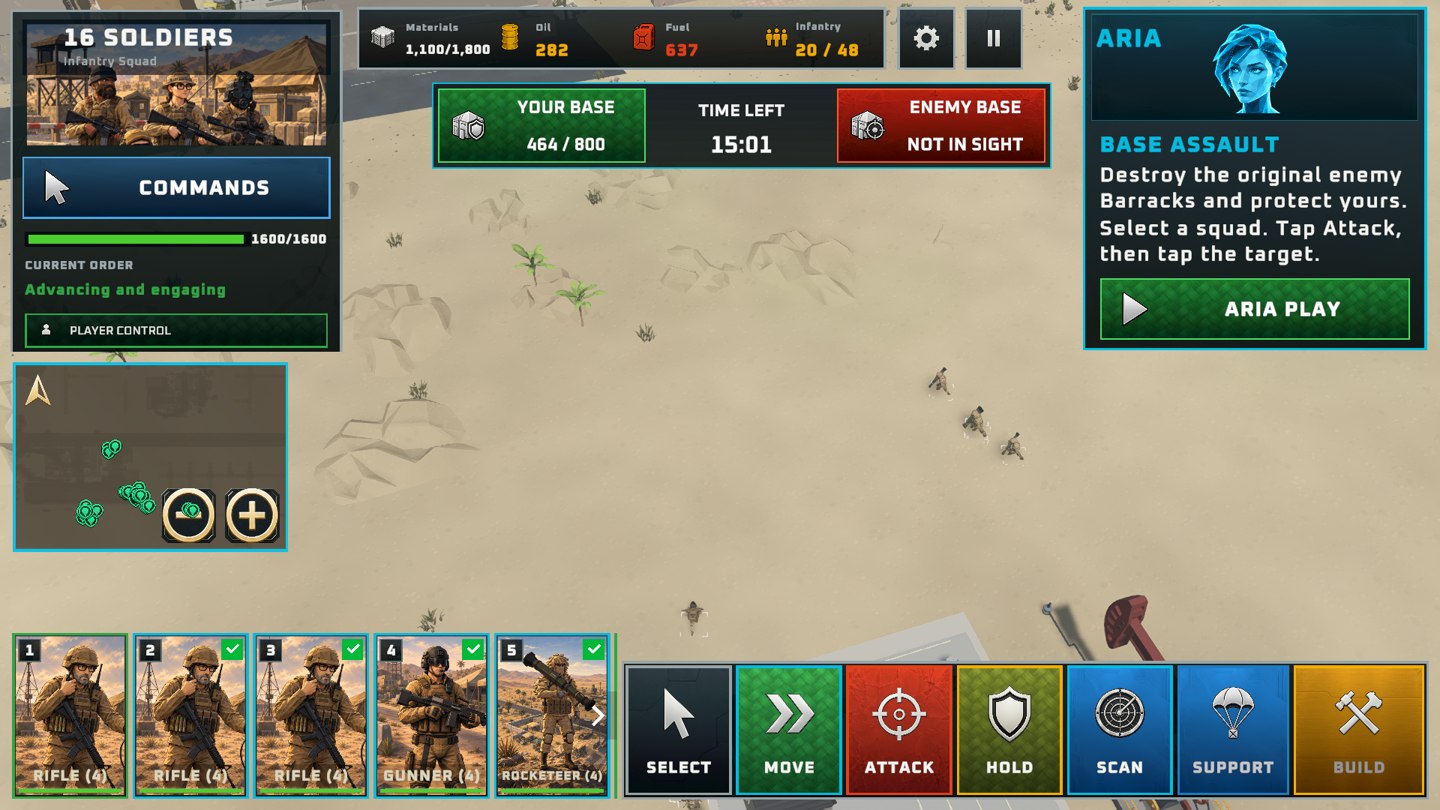 16 SOLDIERS
Infantry Squad
COMMANDS
1600/1600
CURRENT ORDER
Advancing and engaging
PLAYER CONTROL
Materials
1,100/1,800
Oil
282
Fuel
637
Infantry
20 / 48
YOUR BASE
464 / 800
TIME LEFT
15:01
ENEMY BASE
NOT IN SIGHT
ARIA
BASE ASSAULT
Destroy the original enemy
Barracks and protect yours.
Select a squad. Tap Attack,
then tap the target.
ARIA PLAY
1
RIFLE (4)
2
RIFLE (4)
3
RIFLE (4)
4
GUNNER (4)
5
ROCKETEER (4)
SELECT
MOVE
ATTACK
HOLD
SCAN
SUPPORT
BUILD